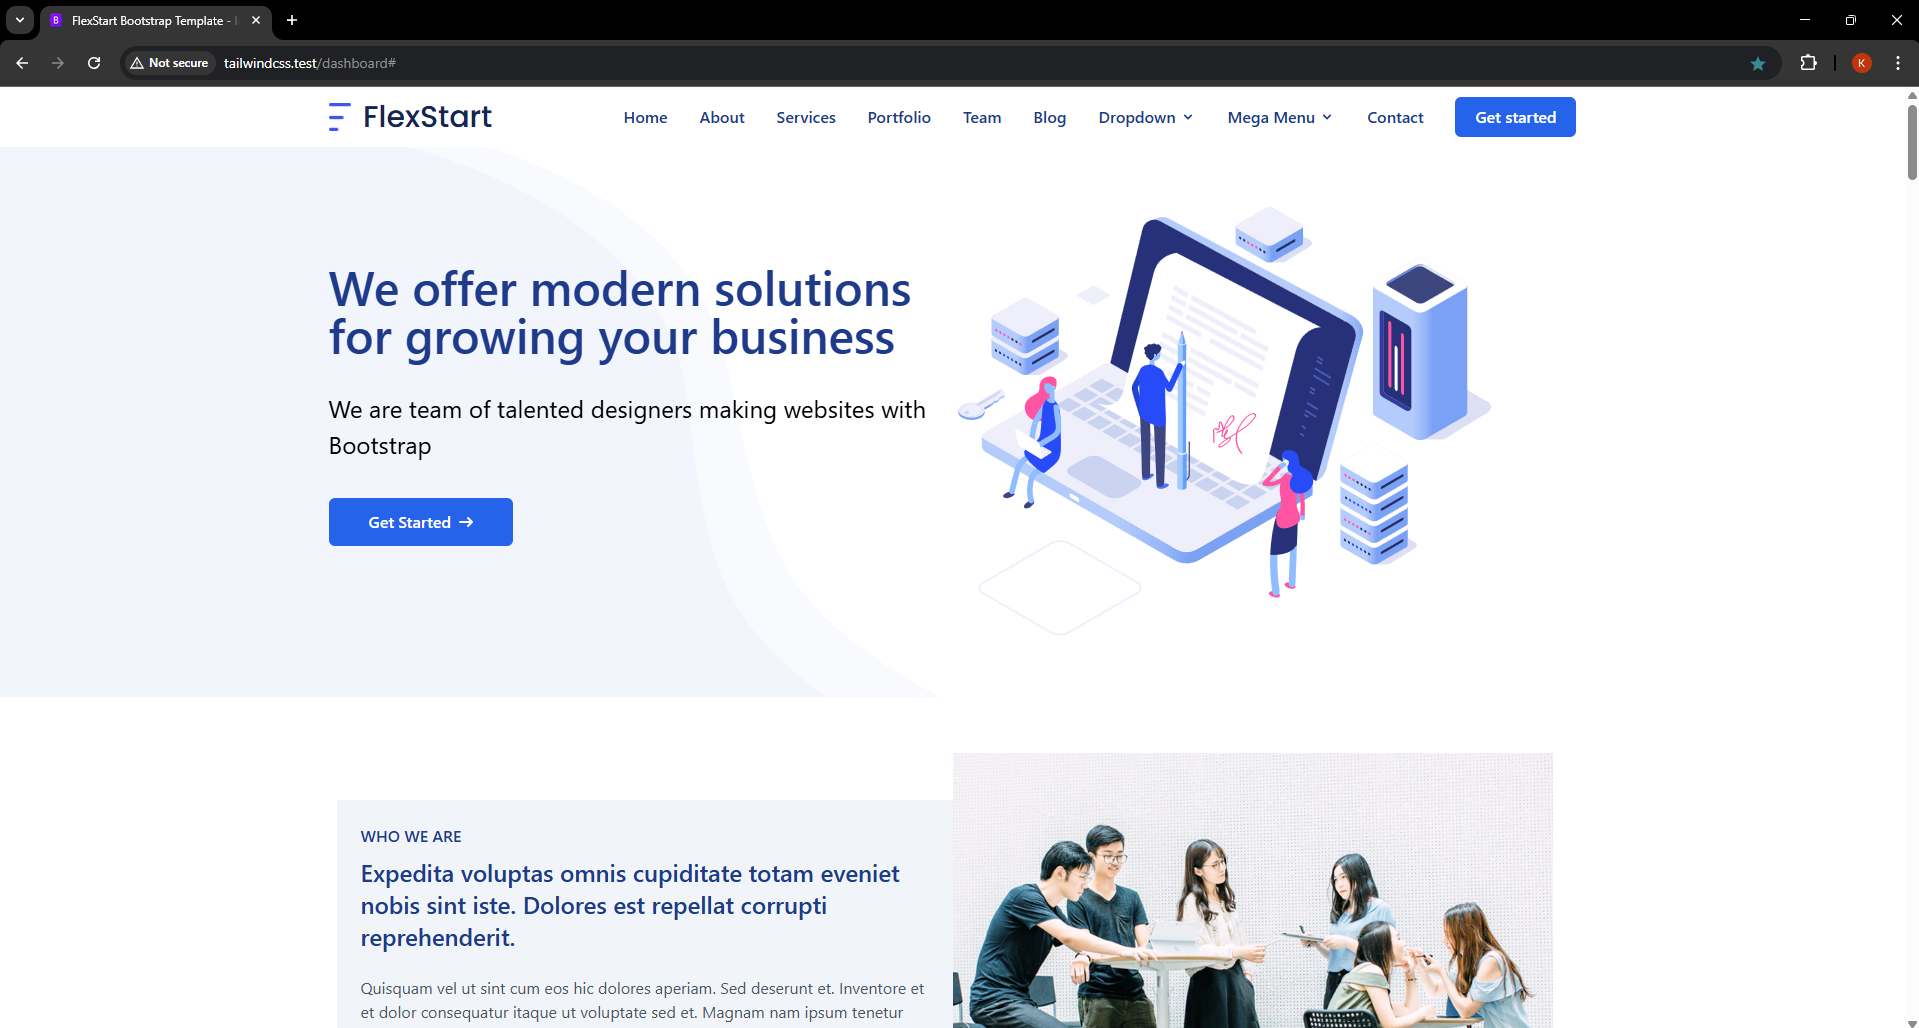 FlexStart Bootstrap Template -
Not secure
tailwindcss.test/dashboard#
K
FlexStart
Home
About
Services
Portfolio
Team
Blog
Dropdown
Mega Menu
Contact
Get started
We offer modern solutions
for growing your business
We are team of talented designers making websites with
Bootstrap
Get Started
WHO WE ARE
Expedita voluptas omnis cupiditate totam eveniet
nobis sint iste. Dolores est repellat corrupti
reprehenderit.
Quisquam vel ut sint cum eos hic dolores aperiam. Sed deserunt et. Inventore et
et dolor consequatur itaque ut voluptate sed et. Magnam nam ipsum tenetur